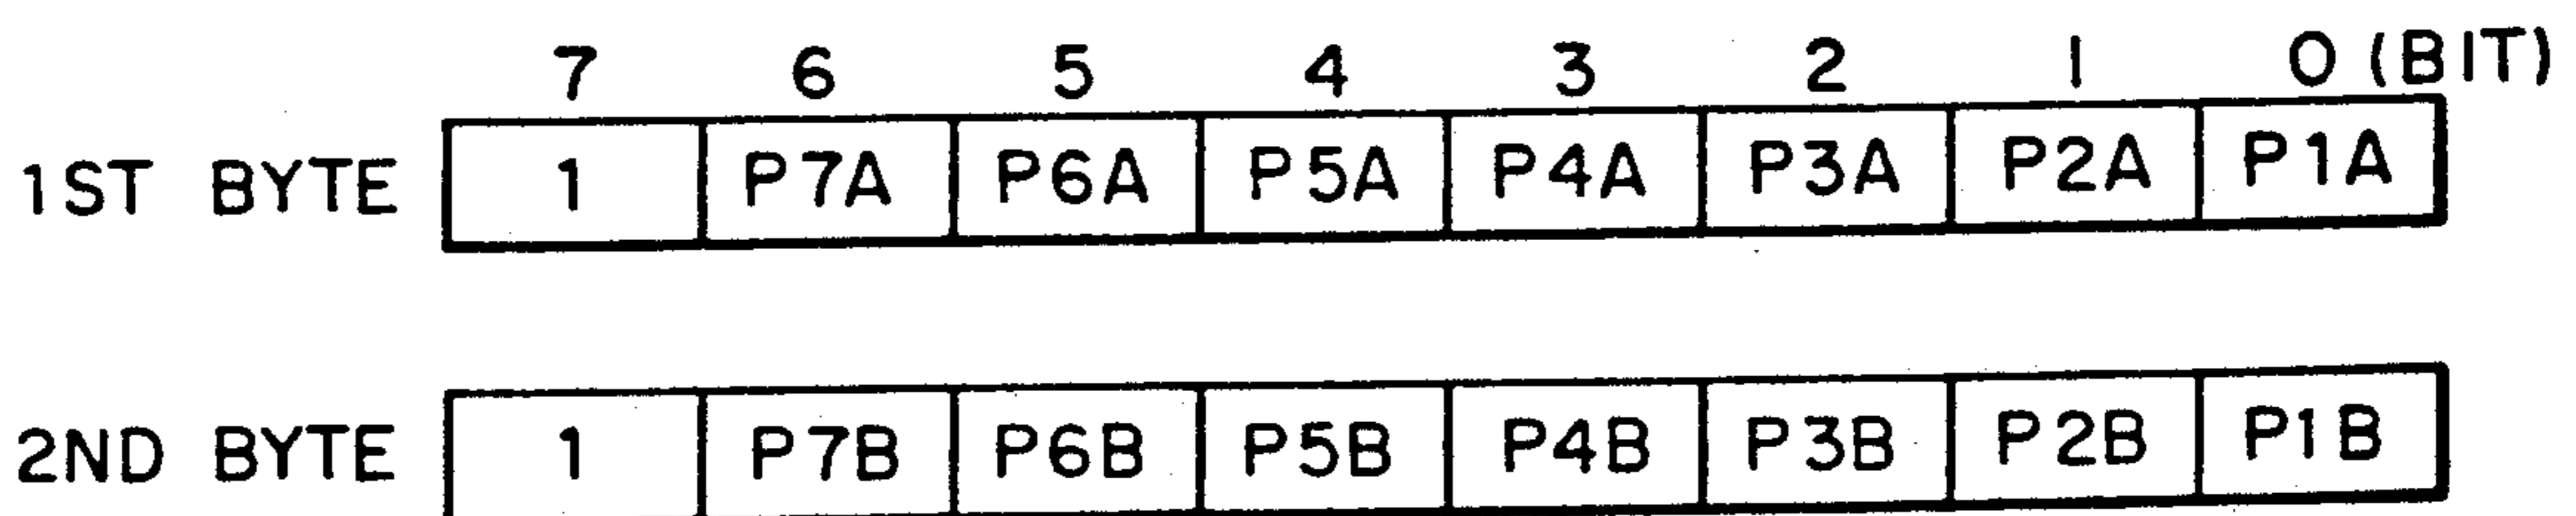 7 6 5 4 3 2 1 0 (BIT)
1ST BYTE 1 P7A P6A P5A P4A P3A P2A P1A
2ND BYTE 1 P7B P6B P5B P4B P3B P2B P1B